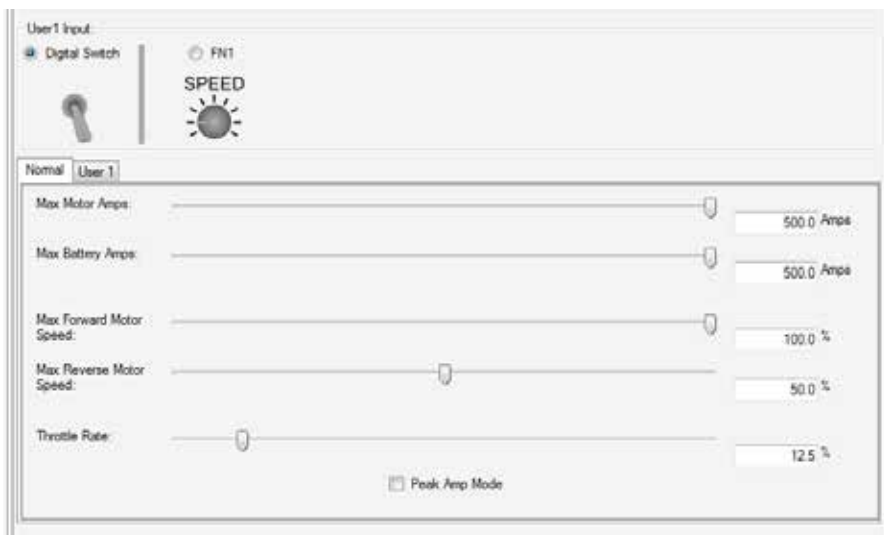 User1 Input
Digital Switch
FN1
SPEED
Normal
User 1
Max Motor Amps:
500.0 Amps
Max Battery Amps:
500.0 Amps
Max Forward Motor
Speed:
100.0 %
Max Reverse Motor
Speed:
50.0 %
Throttle Rate:
12.5 %
Peak Amp Mode